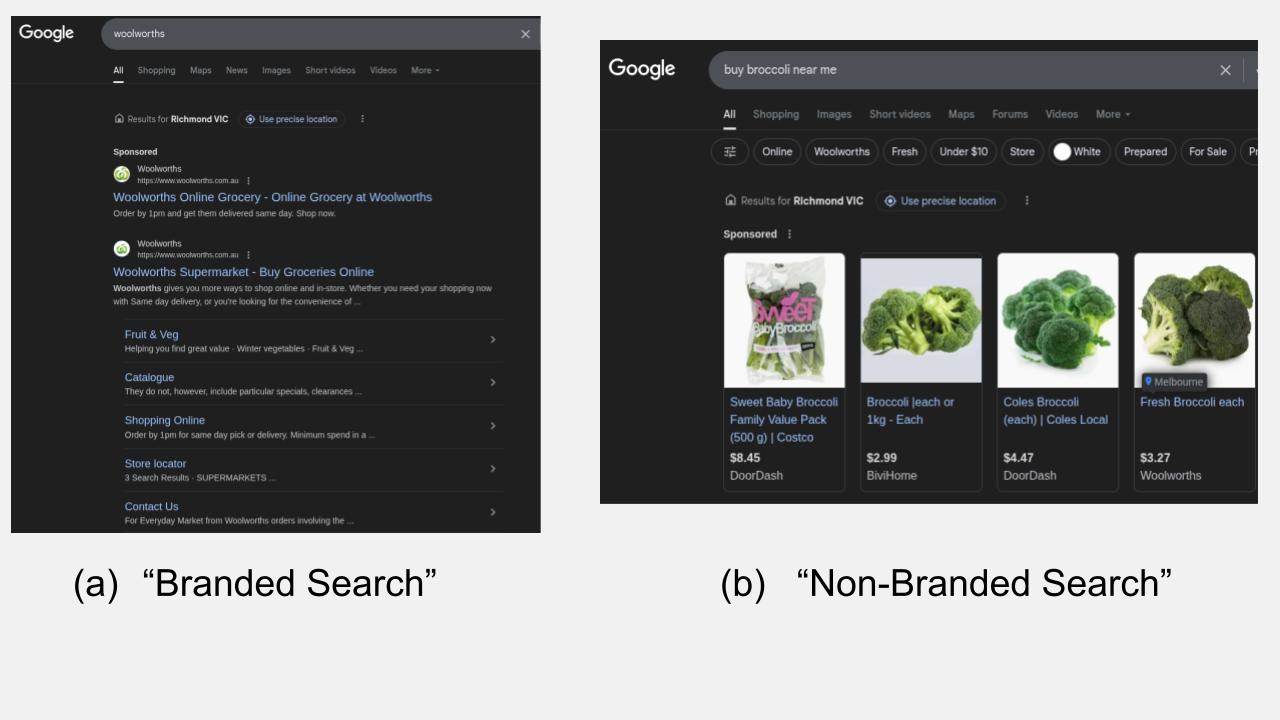 Google
woolworths
All Shopping Maps News Images Short videos Videos More
Results for Richmond VIC Use precise location
Sponsored
Woolworths
https://www.woolworths.com.au
Woolworths Online Grocery - Online Grocery at Woolworths
Order by 1pm and get them delivered same day. Shop now.
Woolworths
https://www.woolworths.com.au
Woolworths Supermarket - Buy Groceries Online
Woolworths gives you more ways to shop online and in-store. Whether you need your shopping now
with Same day delivery, or you're looking for the convenience of ...
Fruit & Veg
Helping you find great value · Winter vegetables · Fruit & Veg ...
Catalogue
They do not, however, include particular specials, clearances ...
Shopping Online
Order by 1pm for same day pick or delivery. Minimum spend in a ...
Store locator
3 Search Results · SUPERMARKETS ...
Contact Us
For Everyday Market from Woolworths orders involving the ...
(a) “Branded Search”
Google
buy broccoli near me
All Shopping Images Short videos Maps Forums Videos More
Online Woolworths Fresh Under $10 Store White Prepared For Sale Pr
Results for Richmond VIC Use precise location
Sponsored
SWEET
BabyBroccoli
Sweet Baby Broccoli
Family Value Pack
(500 g) | Costco
$8.45
DoorDash
Broccoli |each or
1kg - Each
$2.99
BiviHome
Coles Broccoli
(each) | Coles Local
$4.47
DoorDash
Melbourne
Fresh Broccoli each
$3.27
Woolworths
(b) “Non-Branded Search”